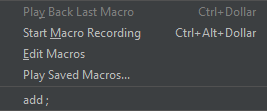 Play Back Last Macro Ctrl+Dollar
Start Macro Recording Ctrl+Alt+Dollar
Edit Macros
Play Saved Macros...
add ;